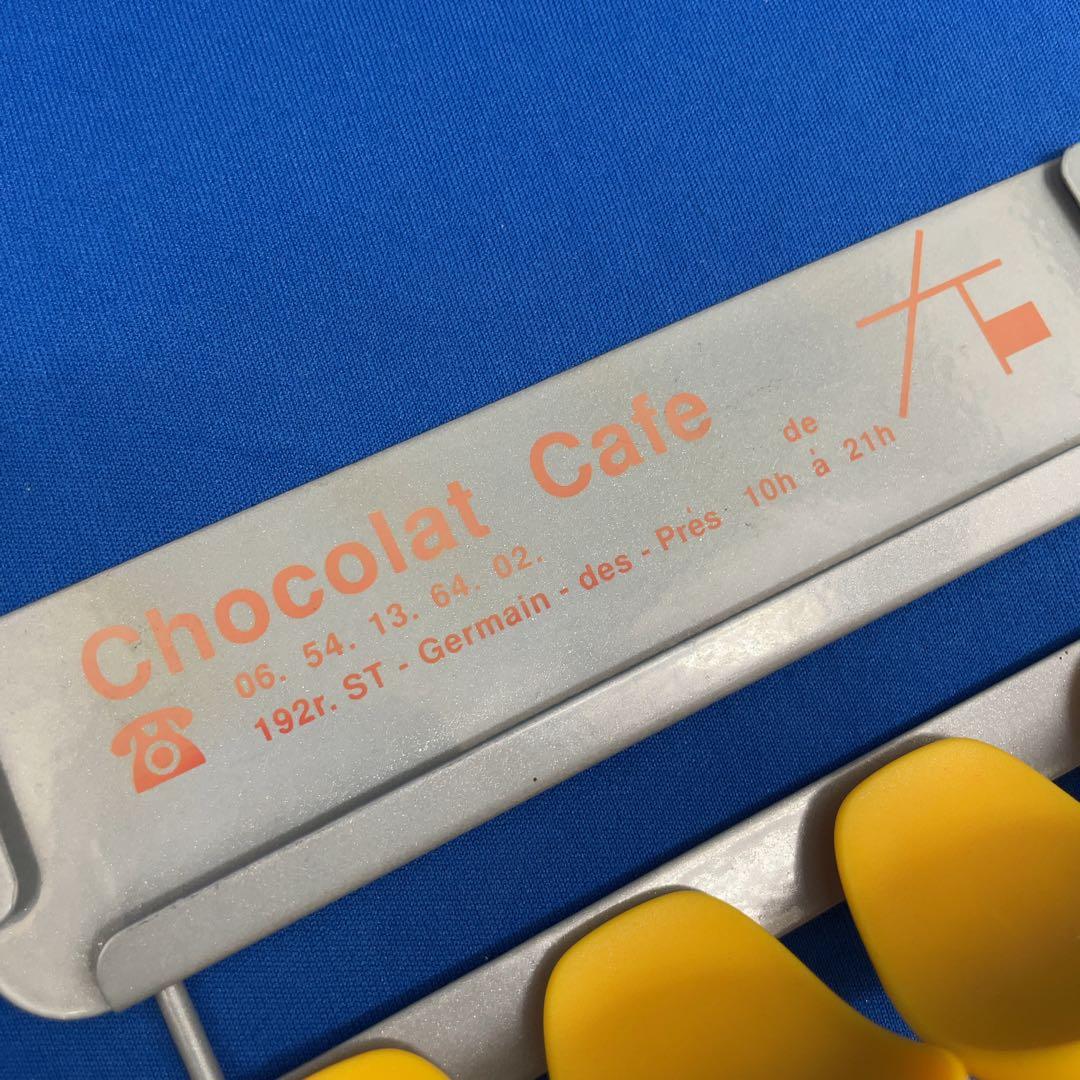 Chocolat Cafe
06. 54. 13. 64. 02.
192r. ST - Germain - des - Prés 10h à 21h
de